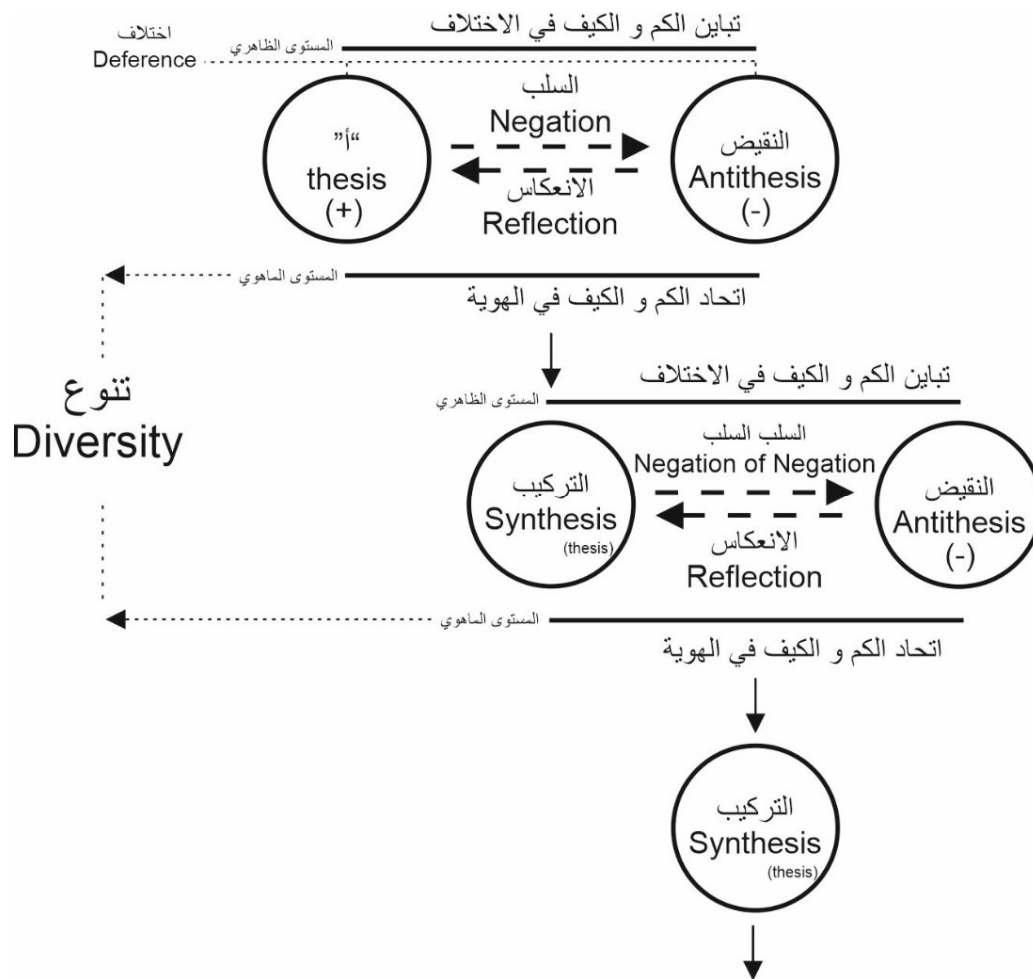 تباين الكم و الكيف في الاختلاف
اختلاف
Deference
المستوى الظاهري
السلب
Negation
"أ"
thesis
(+)
النقيض
Antithesis
(-)
الانعكاس
Reflection
المستوى الماهوي
اتحاد الكم و الكيف في الهوية
تنوع
Diversity
تباين الكم و الكيف في الاختلاف
المستوى الظاهري
السلب السلب
Negation of Negation
التركيب
Synthesis
(thesis)
النقيض
Antithesis
(-)
الانعكاس
Reflection
المستوى الماهوي
اتحاد الكم و الكيف في الهوية
التركيب
Synthesis
(thesis)